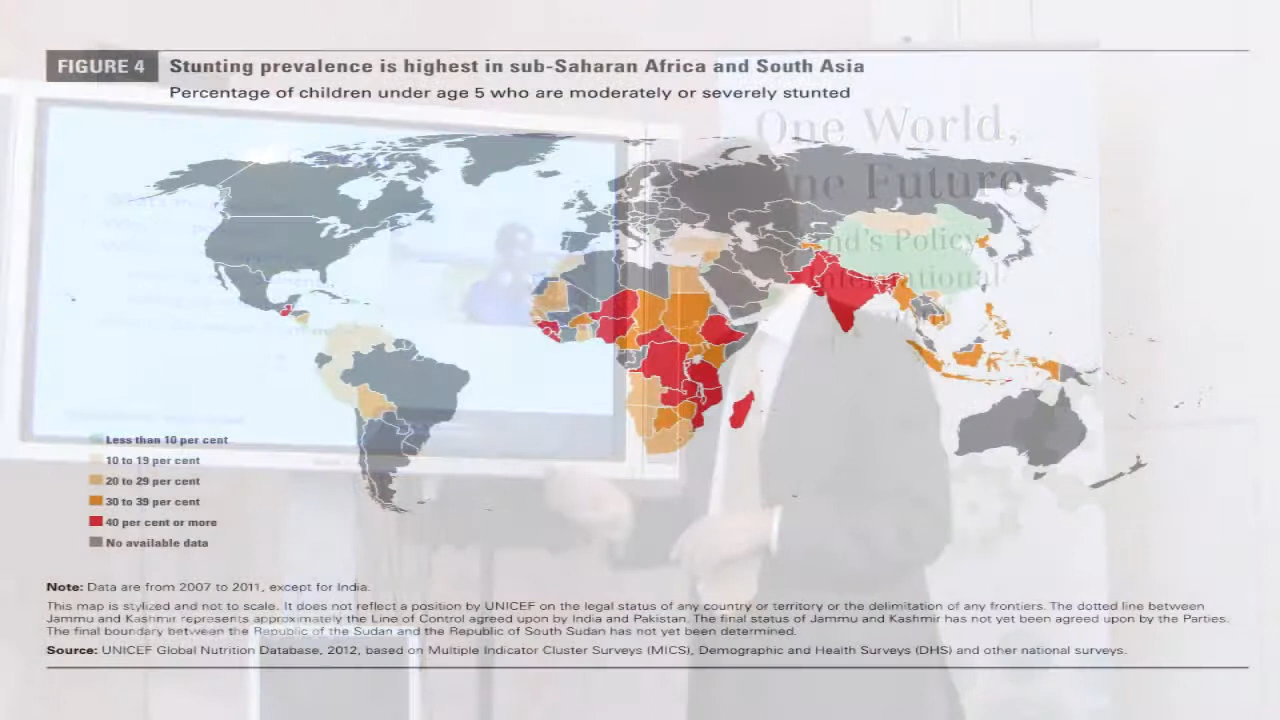 FIGURE 4 Stunting prevalence is highest in sub-Saharan Africa and South Asia
Percentage of children under age 5 who are moderately or severely stunted
One World,
ne Future
nd's Policy
International
Less than 10 per cent
10 to 19 per cent
20 to 29 per cent
30 to 39 per cent
40 per cent or more
No available data
Note: Data are from 2007 to 2011, except for India.
This map is stylized and not to scale. It does not reflect a position by UNICEF on the legal status of any country or territory or the delimitation of any frontiers. The dotted line between
Jammu and Kashmir represents approximately the Line of Control agreed upon by India and Pakistan. The final status of Jammu and Kashmir has not yet been agreed upon by the Parties.
The final boundary between the Republic of the Sudan and the Republic of South Sudan has not yet been determined.
Source: UNICEF Global Nutrition Database, 2012, based on Multiple Indicator Cluster Surveys (MICS), Demographic and Health Surveys (DHS) and other national surveys.